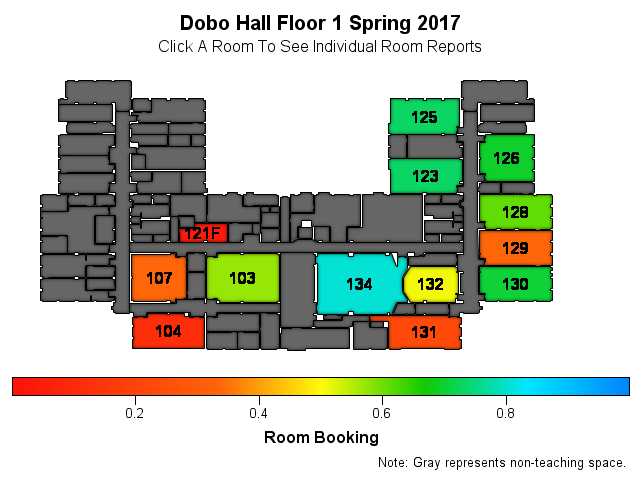 Dobo Hall Floor 1 Spring 2017
Click A Room To See Individual Room Reports
125
126
123
128
121F
129
107
103
134
132
130
104
131
0.2 0.4 0.6 0.8
Room Booking
Note: Gray represents non-teaching space.